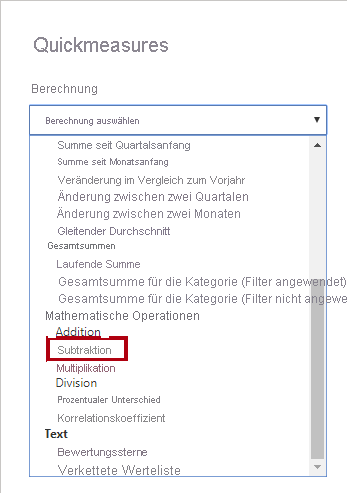 Quickmeasures
Berechnung
Berechnung auswählen
Summe seit Quartalsanfang
Summe seit Monatsanfang
Veränderung im Vergleich zum Vorjahr
Änderung zwischen zwei Quartalen
Änderung zwischen zwei Monaten
Gleitender Durchschnitt
Gesamtsummen
Laufende Summe
Gesamtsumme für die Kategorie (Filter angewendet)
Gesamtsumme für die Kategorie (Filter nicht angewe
Mathematische Operationen
Addition
Subtraktion
Multiplikation
Division
Prozentualer Unterschied
Korrelationskoeffizient
Text
Bewertungssterne
Verkettete Werteliste